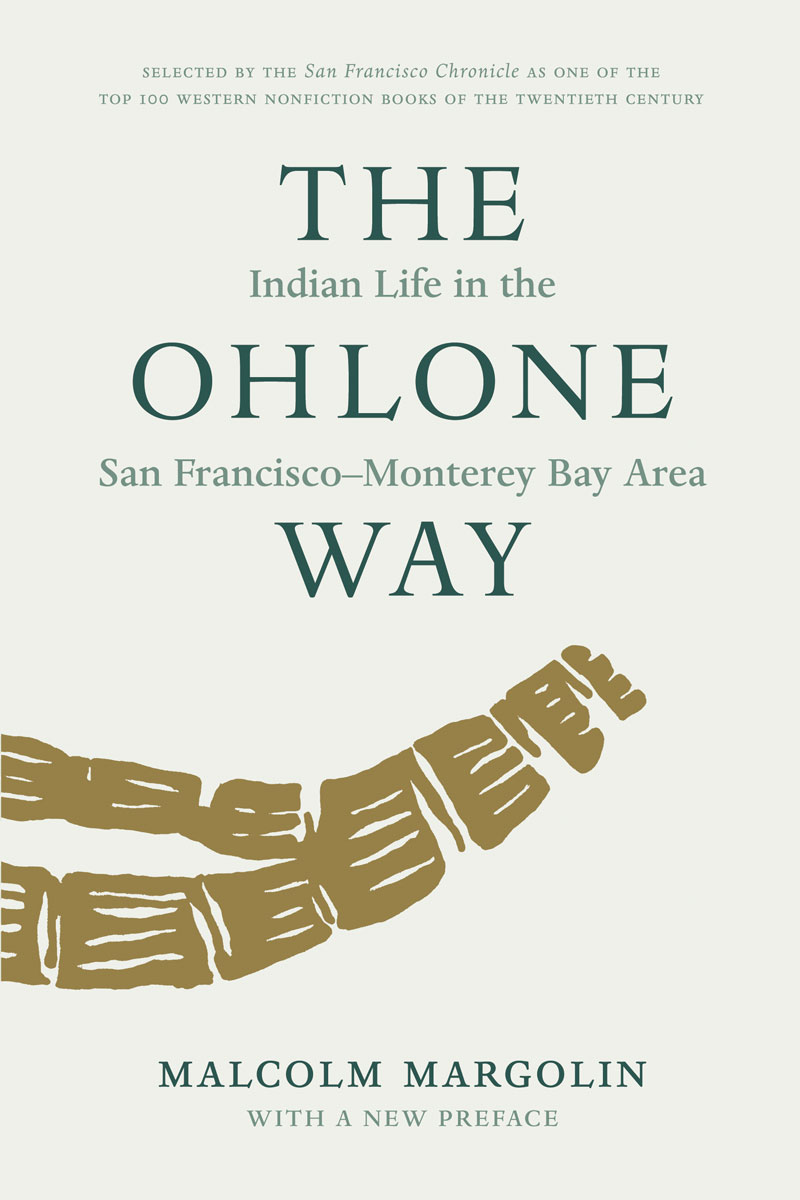 SELECTED BY THE San Francisco Chronicle AS ONE OF THE
TOP 100 WESTERN NONFICTION BOOKS OF THE TWENTIETH CENTURY
THE
Indian Life in the
OHLONE
San Francisco–Monterey Bay Area
WAY
MALCOLM MARGOLIN
WITH A NEW PREFACE